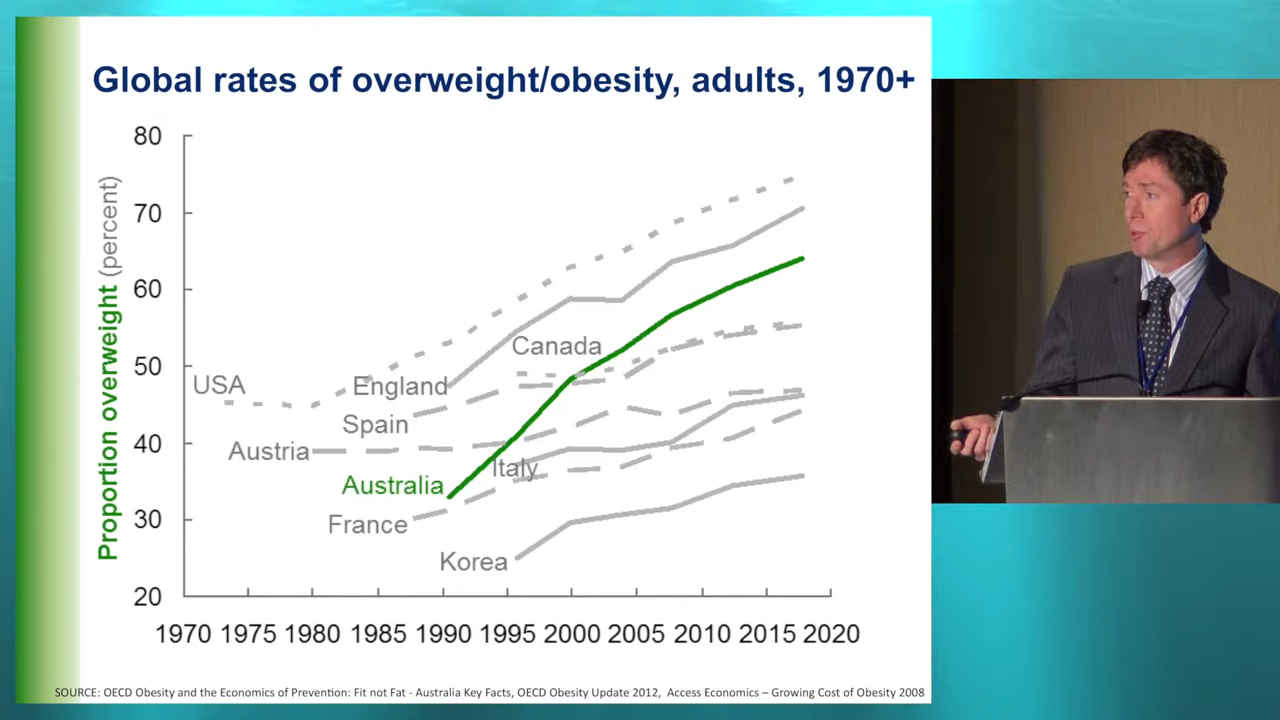 Global rates of overweight/obesity, adults, 1970+
Proportion overweight (percent)
80
70
60
50
40
30
20
USA
England
Canada
Spain
Austria
Italy
Australia
France
Korea
1970 1975 1980 1985 1990 1995 2000 2005 2010 2015 2020
SOURCE: OECD Obesity and the Economics of Prevention: Fit not Fat - Australia Key Facts, OECD Obesity Update 2012, Access Economics – Growing Cost of Obesity 2008